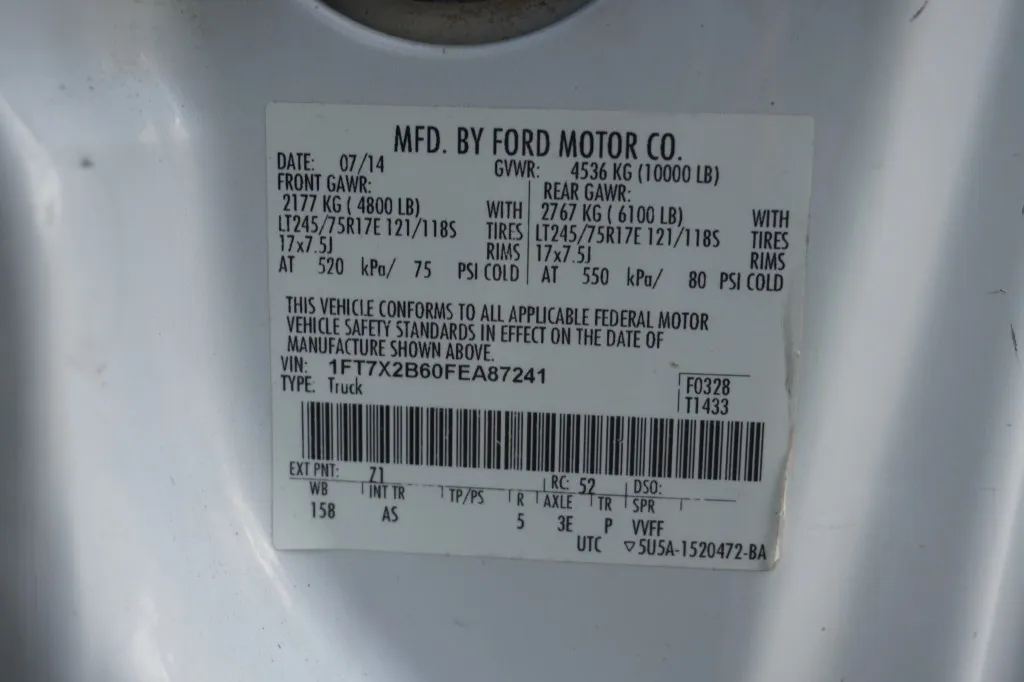 MFD. BY FORD MOTOR CO.
DATE: 07/14 GVWR: 4536 KG (10000 LB)
FRONT GAWR: REAR GAWR:
2177 KG ( 4800 LB) WITH 2767 KG ( 6100 LB) WITH
LT245/75R17E 121/118S TIRES LT245/75R17E 121/118S TIRES
17x7.5J RIMS 17x7.5J RIMS
AT 520 kPa/ 75 PSI COLD AT 550 kPa/ 80 PSI COLD
THIS VEHICLE CONFORMS TO ALL APPLICABLE FEDERAL MOTOR
VEHICLE SAFETY STANDARDS IN EFFECT ON THE DATE OF
MANUFACTURE SHOWN ABOVE.
VIN: 1FT7X2B60FEA87241
TYPE: Truck
F0328
T1433
EXT PNT: Z1 RC: 52 DSO:
WB INT TR TP/PS R AXLE TR SPR
158 AS 5 3E P VVFF
UTC ▽5U5A-1520472-BA